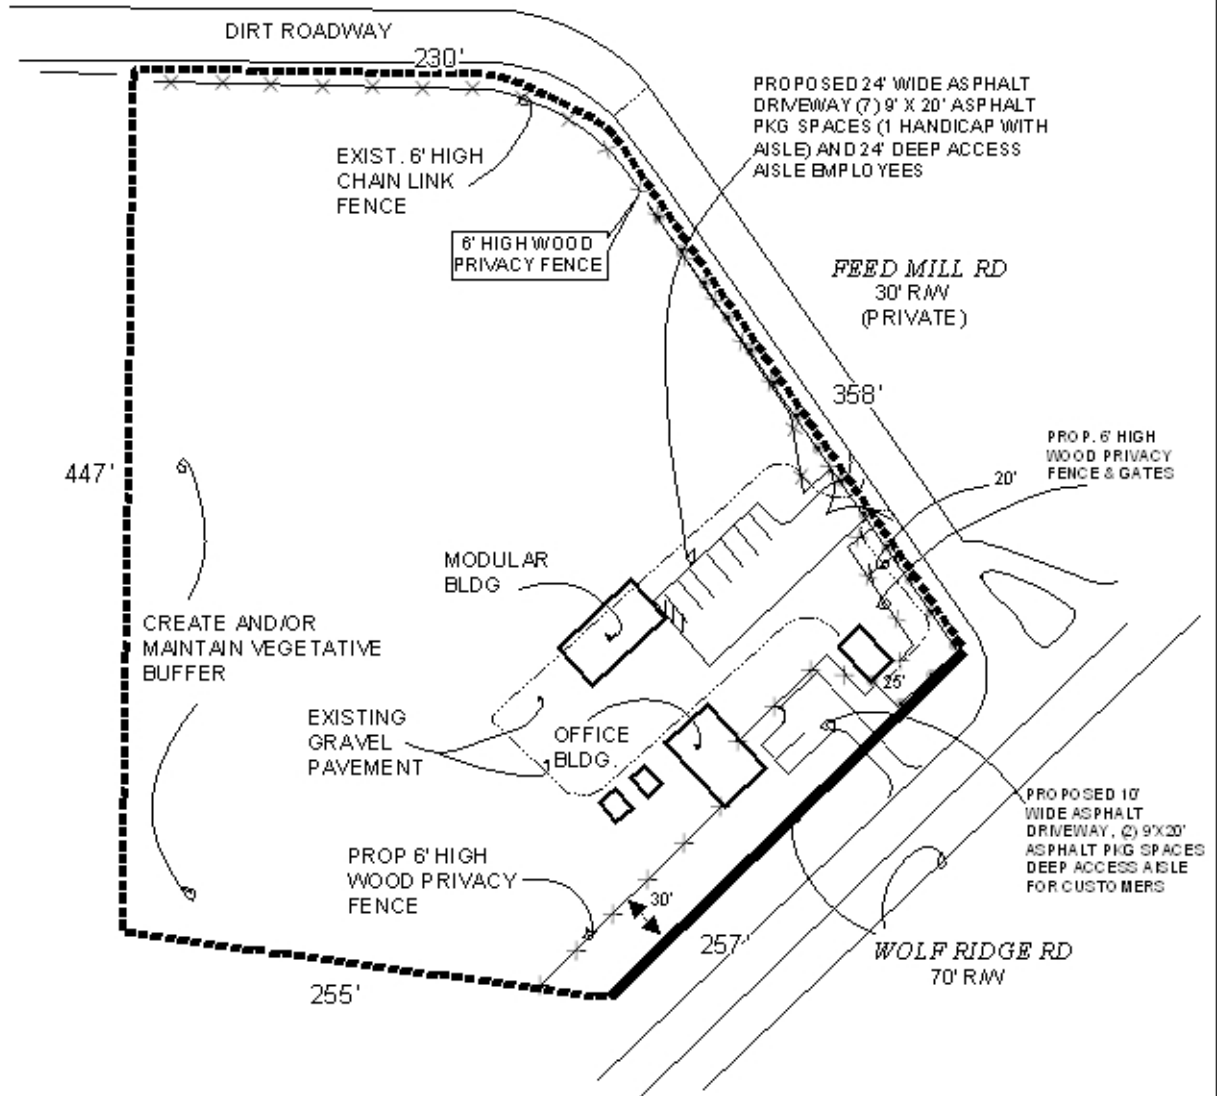 DIRT ROADWAY
230'
PROPOSED 24' WIDE ASPHALT
DRIVEWAY (7) 9' X 20' ASPHALT
PKG SPACES (1 HANDICAP WITH
AISLE) AND 24' DEEP ACCESS
AISLE EMPLOYEES
EXIST. 6' HIGH
CHAIN LINK
FENCE
6' HIGH WOOD
PRIVACY FENCE
FEED MILL RD
30' R/W
(PRIVATE)
358'
PROP. 6' HIGH
WOOD PRIVACY
FENCE & GATES
20'
447'
MODULAR
BLDG
CREATE AND/OR
MAINTAIN VEGETATIVE
BUFFER
25'
EXISTING
GRAVEL
PAVEMENT
OFFICE
BLDG.
PROPOSED 10'
WIDE ASPHALT
DRIVEWAY, (2) 9'X20'
ASPHALT PKG SPACES
DEEP ACCESS AISLE
FOR CUSTOMERS
PROP 6' HIGH
WOOD PRIVACY
FENCE
30'
257'
WOLF RIDGE RD
70' R/W
255'